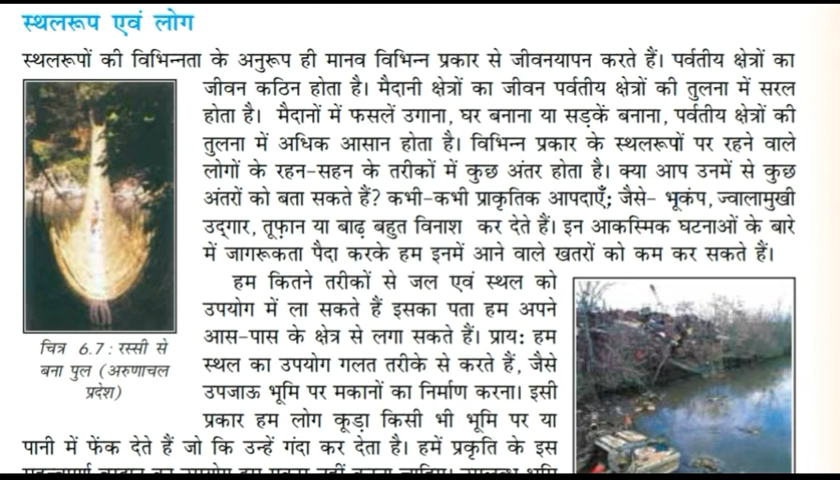 स्थलरूप एवं लोग
स्थलरूपों की विभिन्नता के अनुरूप ही मानव विभिन्न प्रकार से जीवनयापन करते हैं। पर्वतीय क्षेत्रों का
जीवन कठिन होता है। मैदानी क्षेत्रों का जीवन पर्वतीय क्षेत्रों की तुलना में सरल
होता है। मैदानों में फसलें उगाना, घर बनाना या सड़कें बनाना, पर्वतीय क्षेत्रों की
तुलना में अधिक आसान होता है। विभिन्न प्रकार के स्थलरूपों पर रहने वाले
लोगों के रहन-सहन के तरीकों में कुछ अंतर होता है। क्या आप उनमें से कुछ
अंतरों को बता सकते हैं? कभी-कभी प्राकृतिक आपदाएँ; जैसे- भूकंप, ज्वालामुखी
उद्गार, तूफ़ान या बाढ़ बहुत विनाश कर देते हैं। इन आकस्मिक घटनाओं के बारे
में जागरूकता पैदा करके हम इनमें आने वाले खतरों को कम कर सकते हैं।
हम कितने तरीकों से जल एवं स्थल को
उपयोग में ला सकते हैं इसका पता हम अपने
आस-पास के क्षेत्र से लगा सकते हैं। प्राय: हम
स्थल का उपयोग गलत तरीके से करते हैं, जैसे
उपजाऊ भूमि पर मकानों का निर्माण करना। इसी
प्रकार हम लोग कूड़ा किसी भी भूमि पर या
पानी में फेंक देते हैं जो कि उन्हें गंदा कर देता है। हमें प्रकृति के इस
चित्र 6.7 : रस्सी से
बना पुल (अरुणाचल
प्रदेश)